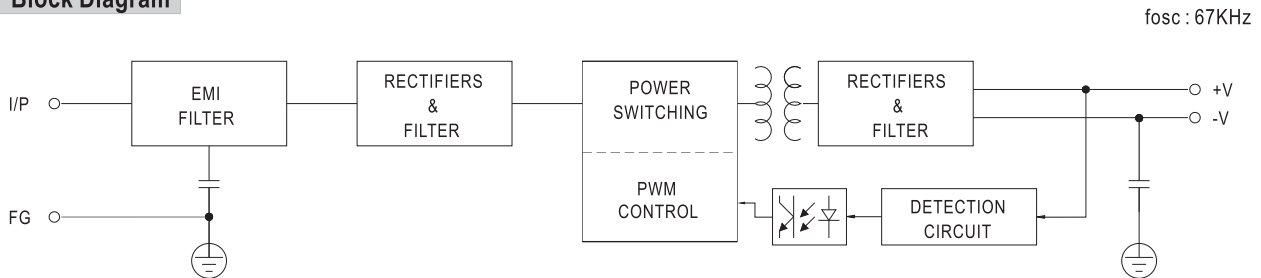 Block Diagram
fosc : 67KHz
I/P
EMI
FILTER
RECTIFIERS
&
FILTER
POWER
SWITCHING
PWM
CONTROL
RECTIFIERS
&
FILTER
+V
-V
DETECTION
CIRCUIT
FG